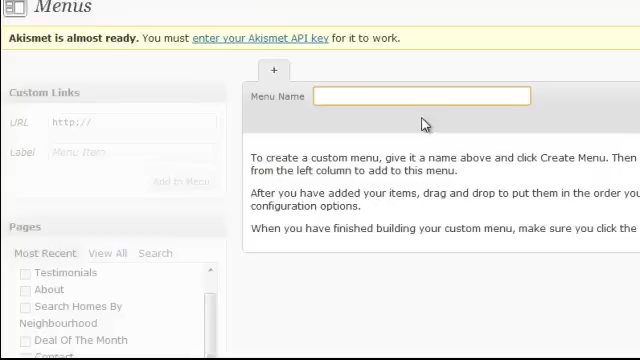 Menus
Akismet is almost ready. You must enter your Akismet API key for it to work.
+
Custom Links
Menu Name
URL http://
Label Menu Item
Add to Menu
To create a custom menu, give it a name above and click Create Menu. Then
from the left column to add to this menu.
After you have added your items, drag and drop to put them in the order you
configuration options.
When you have finished building your custom menu, make sure you click the
Pages
Most Recent View All Search
Testimonials
About
Search Homes By
Neighbourhood
Deal Of The Month
Contact